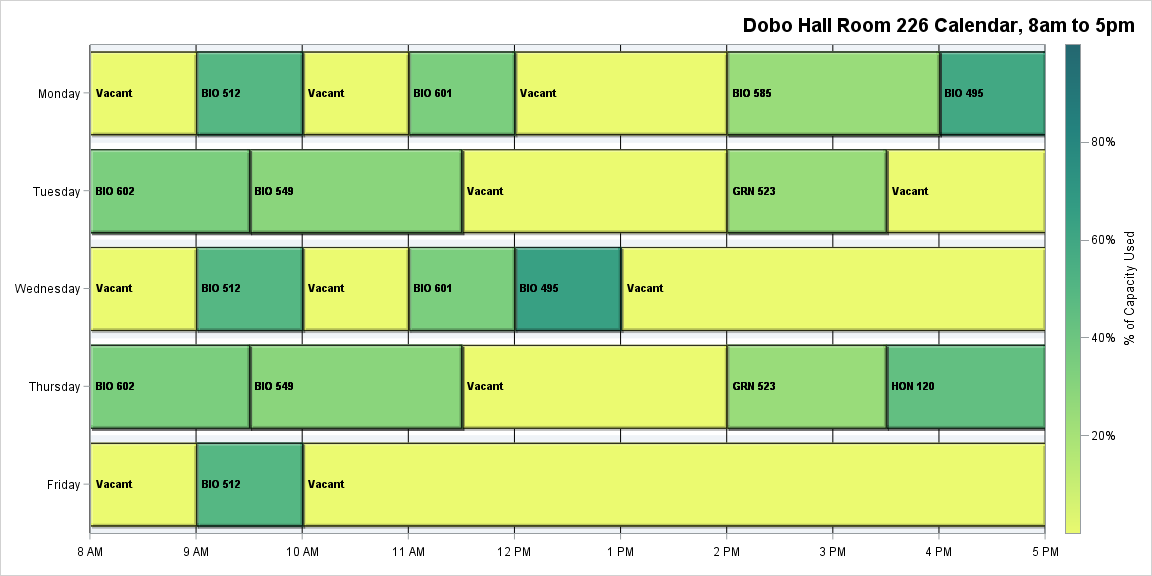 Dobo Hall Room 226 Calendar, 8am to 5pm
Monday
Vacant
BIO 512
Vacant
BIO 601
Vacant
BIO 585
BIO 495
Tuesday
BIO 602
BIO 549
Vacant
GRN 523
Vacant
Wednesday
Vacant
BIO 512
Vacant
BIO 601
BIO 495
Vacant
Thursday
BIO 602
BIO 549
Vacant
GRN 523
HON 120
Friday
Vacant
BIO 512
Vacant
8 AM
9 AM
10 AM
11 AM
12 PM
1 PM
2 PM
3 PM
4 PM
5 PM
80%
60%
40%
20%
% of Capacity Used